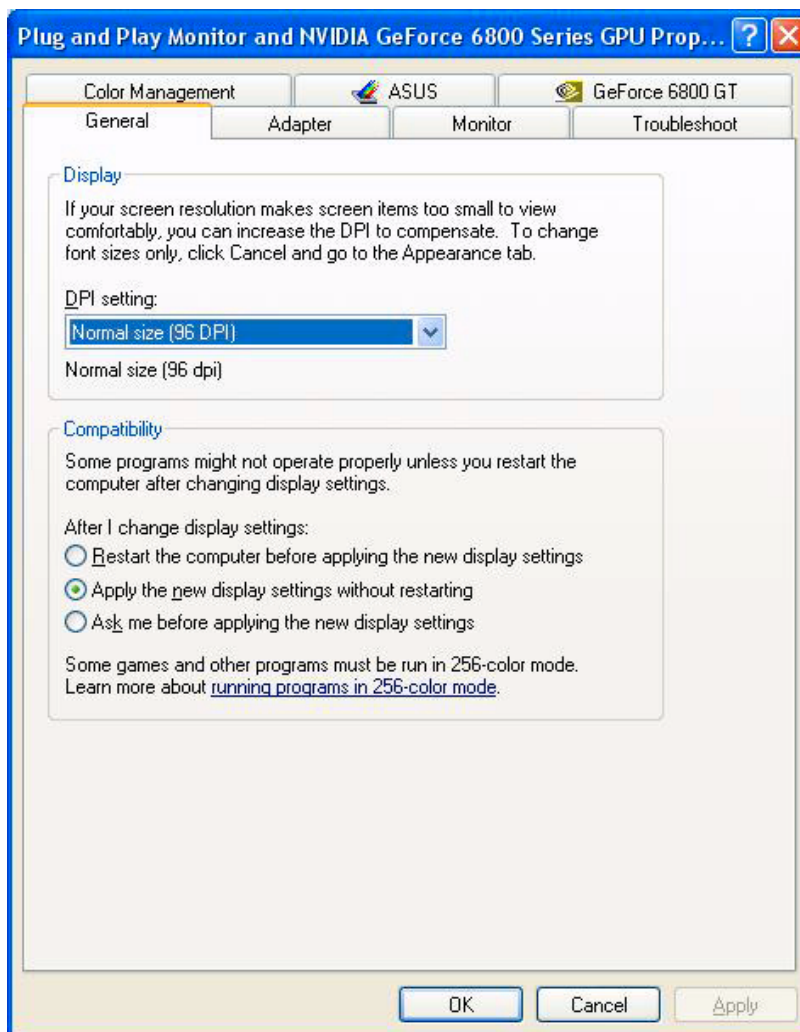 Plug and Play Monitor and NVIDIA GeForce 6800 Series GPU Prop...
Color Management
ASUS
GeForce 6800 GT
General
Adapter
Monitor
Troubleshoot
Display
If your screen resolution makes screen items too small to view
comfortably, you can increase the DPI to compensate. To change
font sizes only, click Cancel and go to the Appearance tab.
DPI setting:
Normal size (96 DPI)
Normal size (96 dpi)
Compatibility
Some programs might not operate properly unless you restart the
computer after changing display settings.
After I change display settings:
Restart the computer before applying the new display settings
Apply the new display settings without restarting
Ask me before applying the new display settings
Some games and other programs must be run in 256-color mode.
Learn more about running programs in 256-color mode.
OK
Cancel
Apply